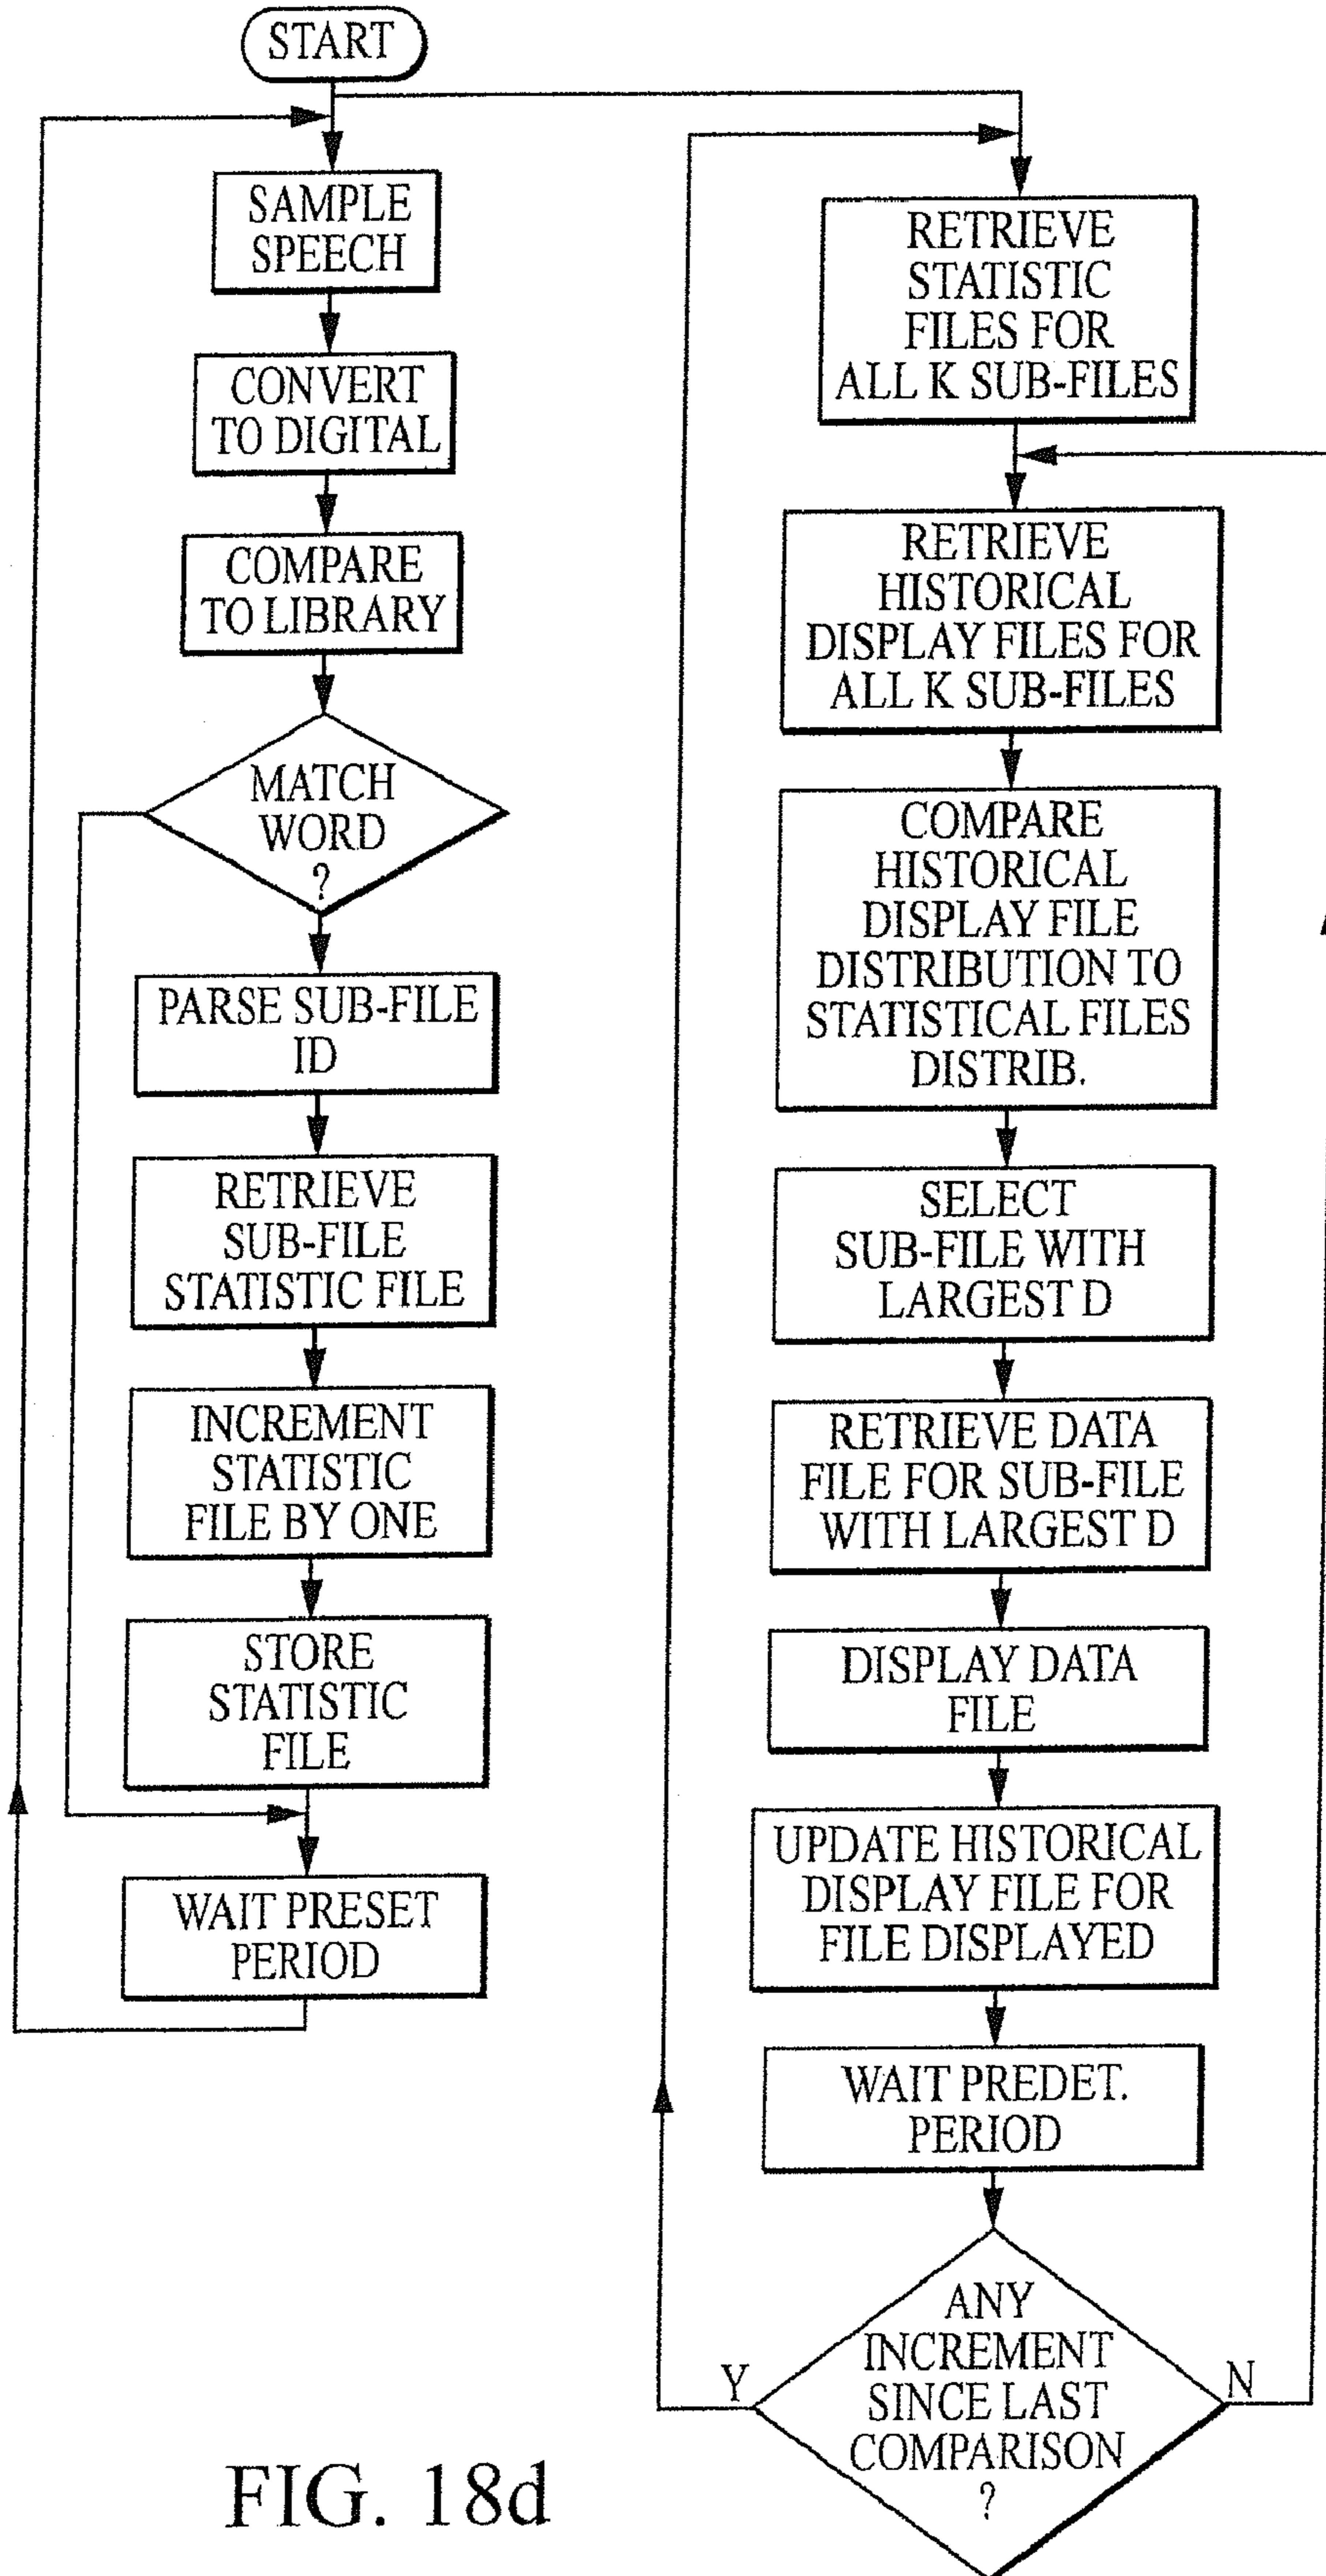 START
SAMPLE
SPEECH
CONVERT
TO DIGITAL
COMPARE
TO LIBRARY
MATCH
WORD
?
PARSE SUB-FILE
ID
RETRIEVE
SUB-FILE
STATISTIC FILE
INCREMENT
STATISTIC
FILE BY ONE
STORE
STATISTIC
FILE
WAIT PRESET
PERIOD
RETRIEVE
STATISTIC
FILES FOR
ALL K SUB-FILES
RETRIEVE
HISTORICAL
DISPLAY FILES FOR
ALL K SUB-FILES
COMPARE
HISTORICAL
DISPLAY FILE
DISTRIBUTION TO
STATISTICAL FILES
DISTRIB.
SELECT
SUB-FILE WITH
LARGEST D
RETRIEVE DATA
FILE FOR SUB-FILE
WITH LARGEST D
DISPLAY DATA
FILE
UPDATE HISTORICAL
DISPLAY FILE FOR
FILE DISPLAYED
WAIT PREDET.
PERIOD
ANY
INCREMENT
SINCE LAST
COMPARISON
?
Y
N
FIG. 18d